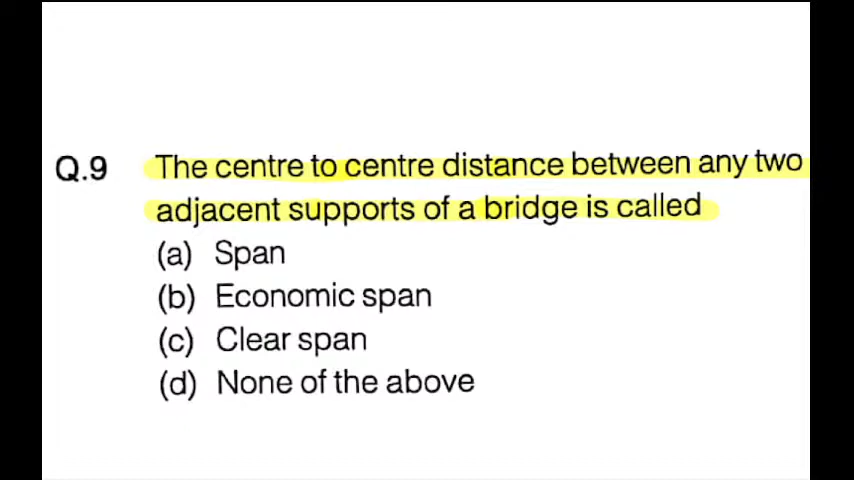 Q.9 The centre to centre distance between any two
adjacent supports of a bridge is called
(a) Span
(b) Economic span
(c) Clear span
(d) None of the above